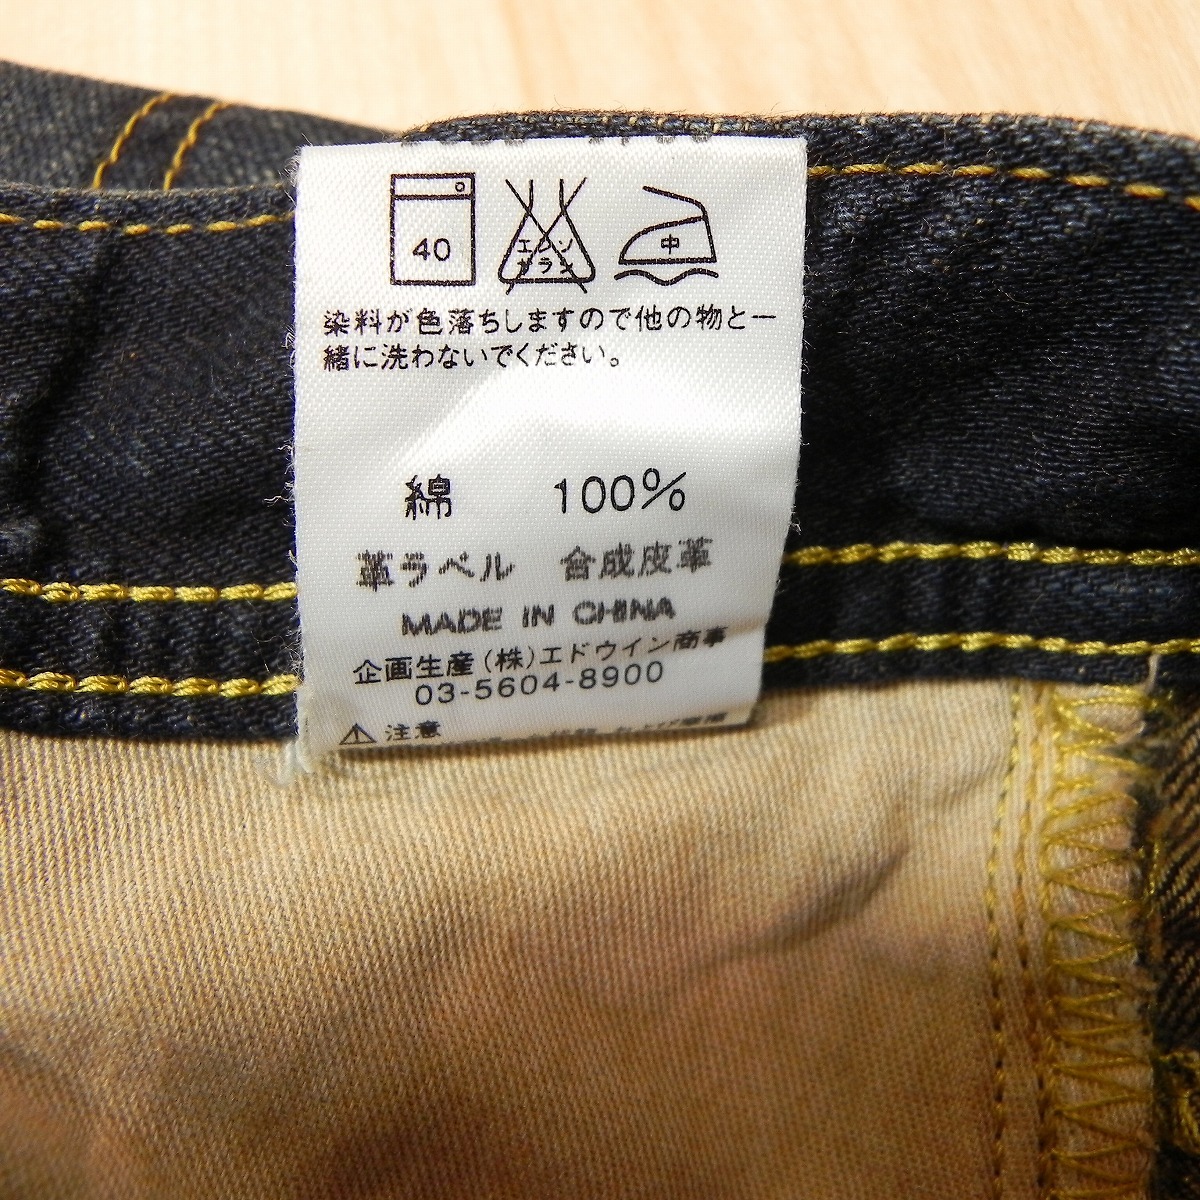 40
エンソ
サラシ
中
染料が色落ちしますので他の物と一
緒に洗わないでください。
綿 100%
革ラベル 合成皮革
MADE IN CHINA
企画生産(株)エドウイン商事
03-5604-8900
⚠注意